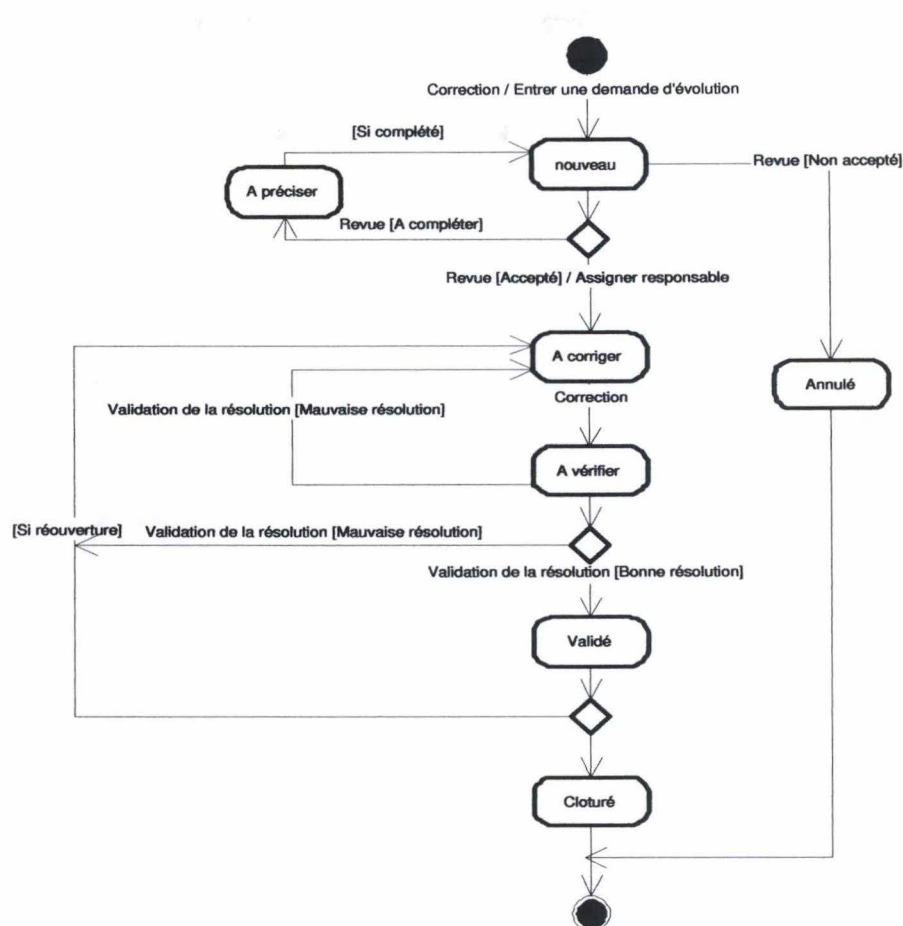 Correction / Entrer une demande d'évolution
[Si complété]
nouveau
Revue [Non accepté]
A préciser
Revue [A compléter]
Revue [Accepté] / Assigner responsable
A corriger
Annulé
Correction
Validation de la résolution [Mauvaise résolution]
A vérifier
[Si réouverture]
Validation de la résolution [Mauvaise résolution]
Validation de la résolution [Bonne résolution]
Validé
Cloturé